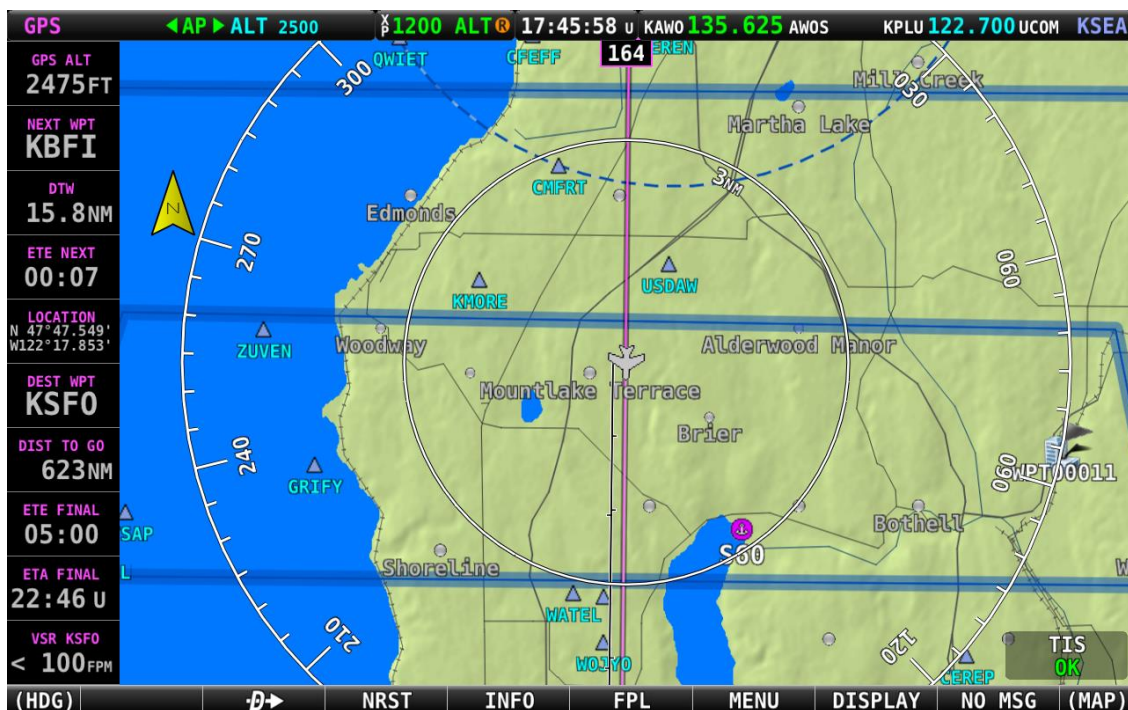 GPS
AP ALT 2500
XAP 1200 ALT R
17:45:58 U
KAWO 135.625 AWOS
KPLU 122.700 UCOM
KSEA
GPS ALT
2475FT
NEXT WPT
KBFI
DTW
15.8NM
ETE NEXT
00:07
LOCATION
N 47°47.549'
W122°17.853'
DEST WPT
KSFO
DIST TO GO
623NM
ETE FINAL
05:00
ETA FINAL
22:46 U
VSR KSFO
< 100FPM
QWIET
CFEFF
164
EREN
300
Mill Creek
030
Martha Lake
CMFRT
3NM
Edmonds
N
270
060
USDAW
KMORE
ZUVEN
Woodway
Alderwood Manor
Mountlake Terrace
Brier
240
GRIFY
090
WPT00011
SAP
Bothell
S60
Shoreline
L
W
WATEL
210
WOJYO
120
CEREP
TIS
OK
(HDG)
D
NRST
INFO
FPL
MENU
DISPLAY
NO MSG
(MAP)